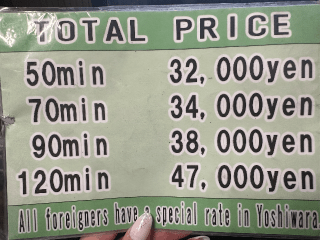 TOTAL PRICE
50min 32,000yen
70min 34,000yen
90min 38,000yen
120min 47,000yen
All foreigners have a special rate in Yoshiwara.